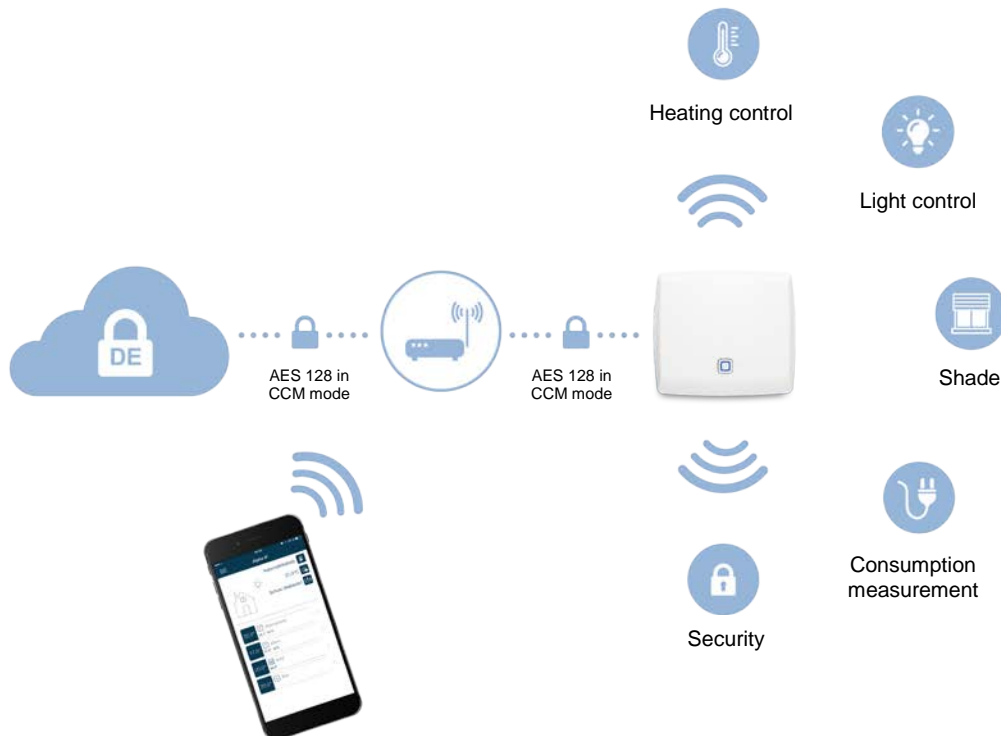 Heating control
Light control
DE
AES 128 in
CCM mode
AES 128 in
CCM mode
Shade
Consumption
measurement
Security